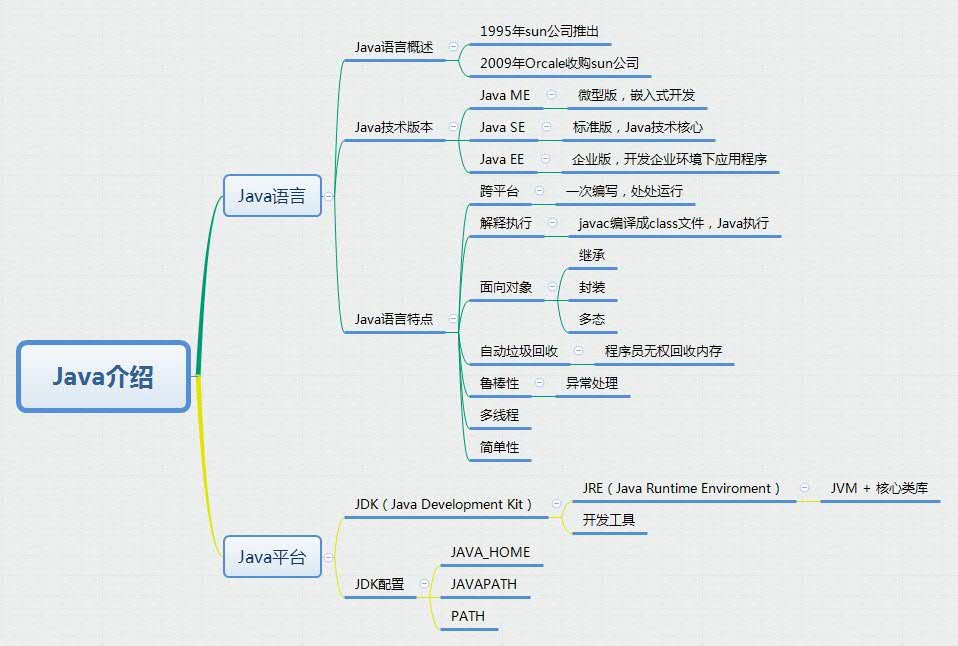 Java介绍
Java语言
Java语言概述
1995年sun公司推出
2009年Orcale收购sun公司
Java技术版本
Java ME
微型版，嵌入式开发
Java SE
标准版，Java技术核心
Java EE
企业版，开发企业环境下应用程序
Java语言特点
跨平台
一次编写，处处运行
解释执行
javac编译成class文件，Java执行
面向对象
继承
封装
多态
自动垃圾回收
程序员无权回收内存
鲁棒性
异常处理
多线程
简单性
Java平台
JDK（Java Development Kit）
JRE（Java Runtime Enviroment）
JVM + 核心类库
开发工具
JDK配置
JAVA_HOME
JAVAPATH
PATH